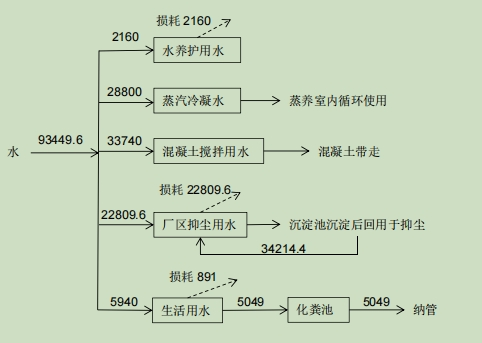 损耗 2160
2160
水养护用水
28800
蒸汽冷凝水
蒸养室内循环使用
93449.6
水
33740
混凝土搅拌用水
混凝土带走
损耗 22809.6
22809.6
厂区抑尘用水
沉淀池沉淀后回用于抑尘
34214.4
损耗 891
5940
生活用水
5049
化粪池
5049
纳管